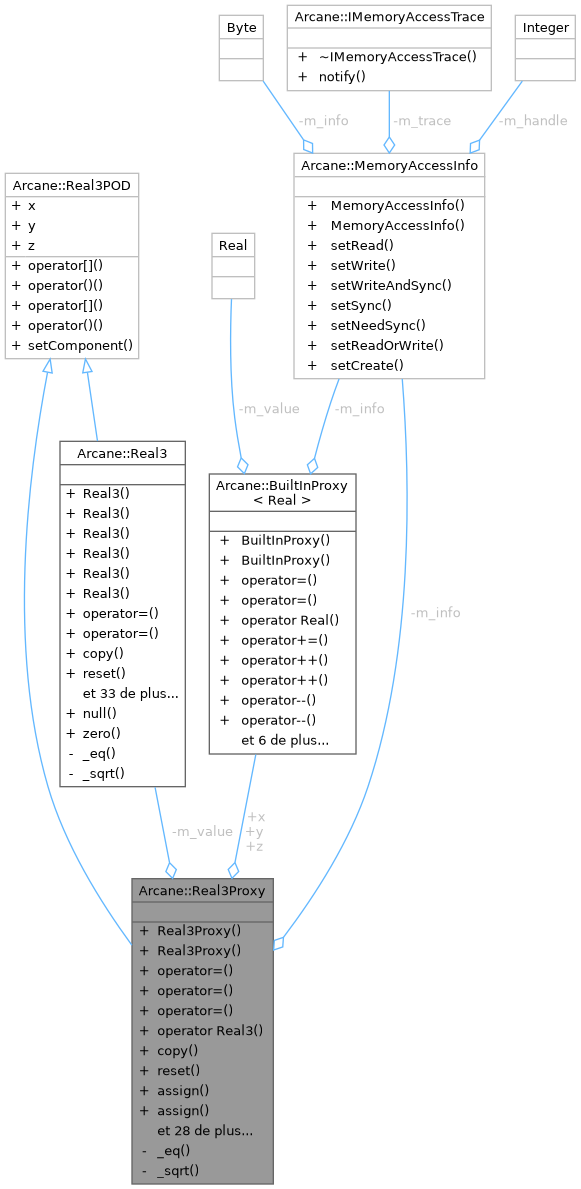 Byte
Arcane::IMemoryAccessTrace
+ ~IMemoryAccessTrace()
+ notify()
Integer
-m_info
-m_trace
-m_handle
Arcane::MemoryAccessInfo
+ MemoryAccessInfo()
+ MemoryAccessInfo()
+ setRead()
+ setWrite()
+ setWriteAndSync()
+ setSync()
+ setNeedSync()
+ setReadOrWrite()
+ setCreate()
Arcane::Real3POD
+ x
+ y
+ z
+ operator[]()
+ operator()()
+ operator[]()
+ operator()()
+ setComponent()
Real
-m_value
-m_info
Arcane::Real3
+ Real3()
+ Real3()
+ Real3()
+ Real3()
+ Real3()
+ Real3()
+ operator=()
+ operator=()
+ copy()
+ reset()
et 33 de plus...
+ null()
+ zero()
- _eq()
- _sqrt()
Arcane::BuiltInProxy
< Real >
+ BuiltInProxy()
+ BuiltInProxy()
+ operator=()
+ operator=()
+ operator Real()
+ operator+=()
+ operator++()
+ operator++()
+ operator--()
+ operator--()
et 6 de plus...
-m_info
-m_value
+x
+y
+z
Arcane::Real3Proxy
+ Real3Proxy()
+ Real3Proxy()
+ operator=()
+ operator=()
+ operator=()
+ operator Real3()
+ copy()
+ reset()
+ assign()
+ assign()
et 28 de plus...
- _eq()
- _sqrt()